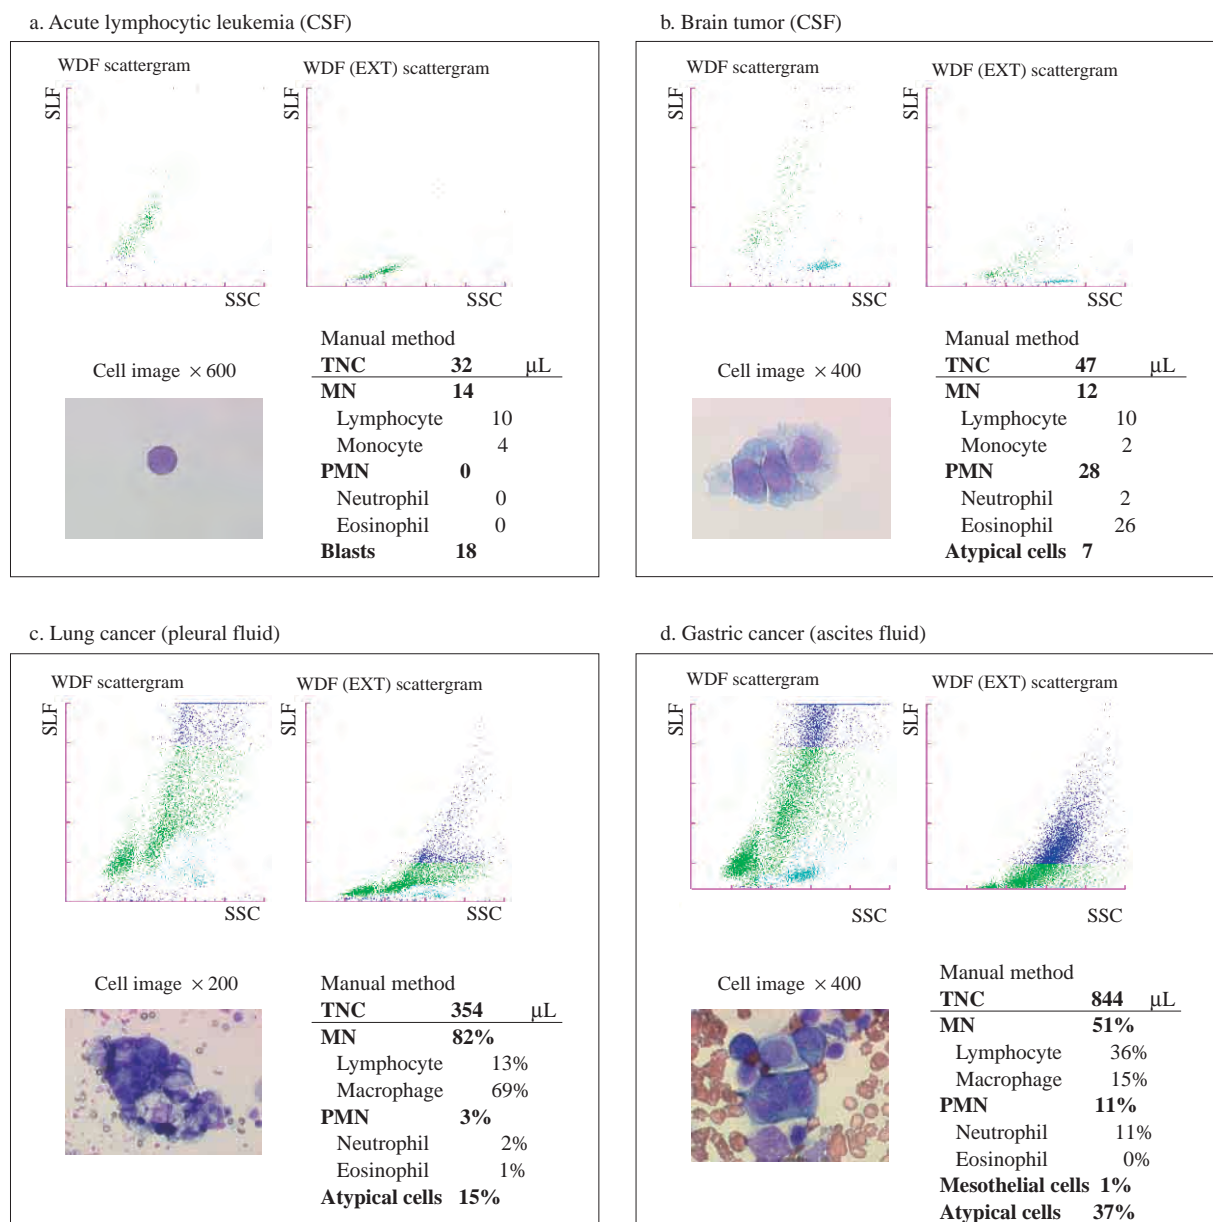 a. Acute lymphocytic leukemia (CSF)
WDF scattergram
WDF (EXT) scattergram
SLF
SLF
SSC
SSC
Cell image × 600
Manual method
TNC 32 µL
MN 14
Lymphocyte 10
Monocyte 4
PMN 0
Neutrophil 0
Eosinophil 0
Blasts 18
b. Brain tumor (CSF)
WDF scattergram
WDF (EXT) scattergram
SLF
SLF
SSC
SSC
Cell image × 400
Manual method
TNC 47 µL
MN 12
Lymphocyte 10
Monocyte 2
PMN 28
Neutrophil 2
Eosinophil 26
Atypical cells 7
c. Lung cancer (pleural fluid)
WDF scattergram
WDF (EXT) scattergram
SLF
SLF
SSC
SSC
Cell image × 200
Manual method
TNC 354 µL
MN 82%
Lymphocyte 13%
Macrophage 69%
PMN 3%
Neutrophil 2%
Eosinophil 1%
Atypical cells 15%
d. Gastric cancer (ascites fluid)
WDF scattergram
WDF (EXT) scattergram
SLF
SLF
SSC
SSC
Cell image × 400
Manual method
TNC 844 µL
MN 51%
Lymphocyte 36%
Macrophage 15%
PMN 11%
Neutrophil 11%
Eosinophil 0%
Mesothelial cells 1%
Atypical cells 37%